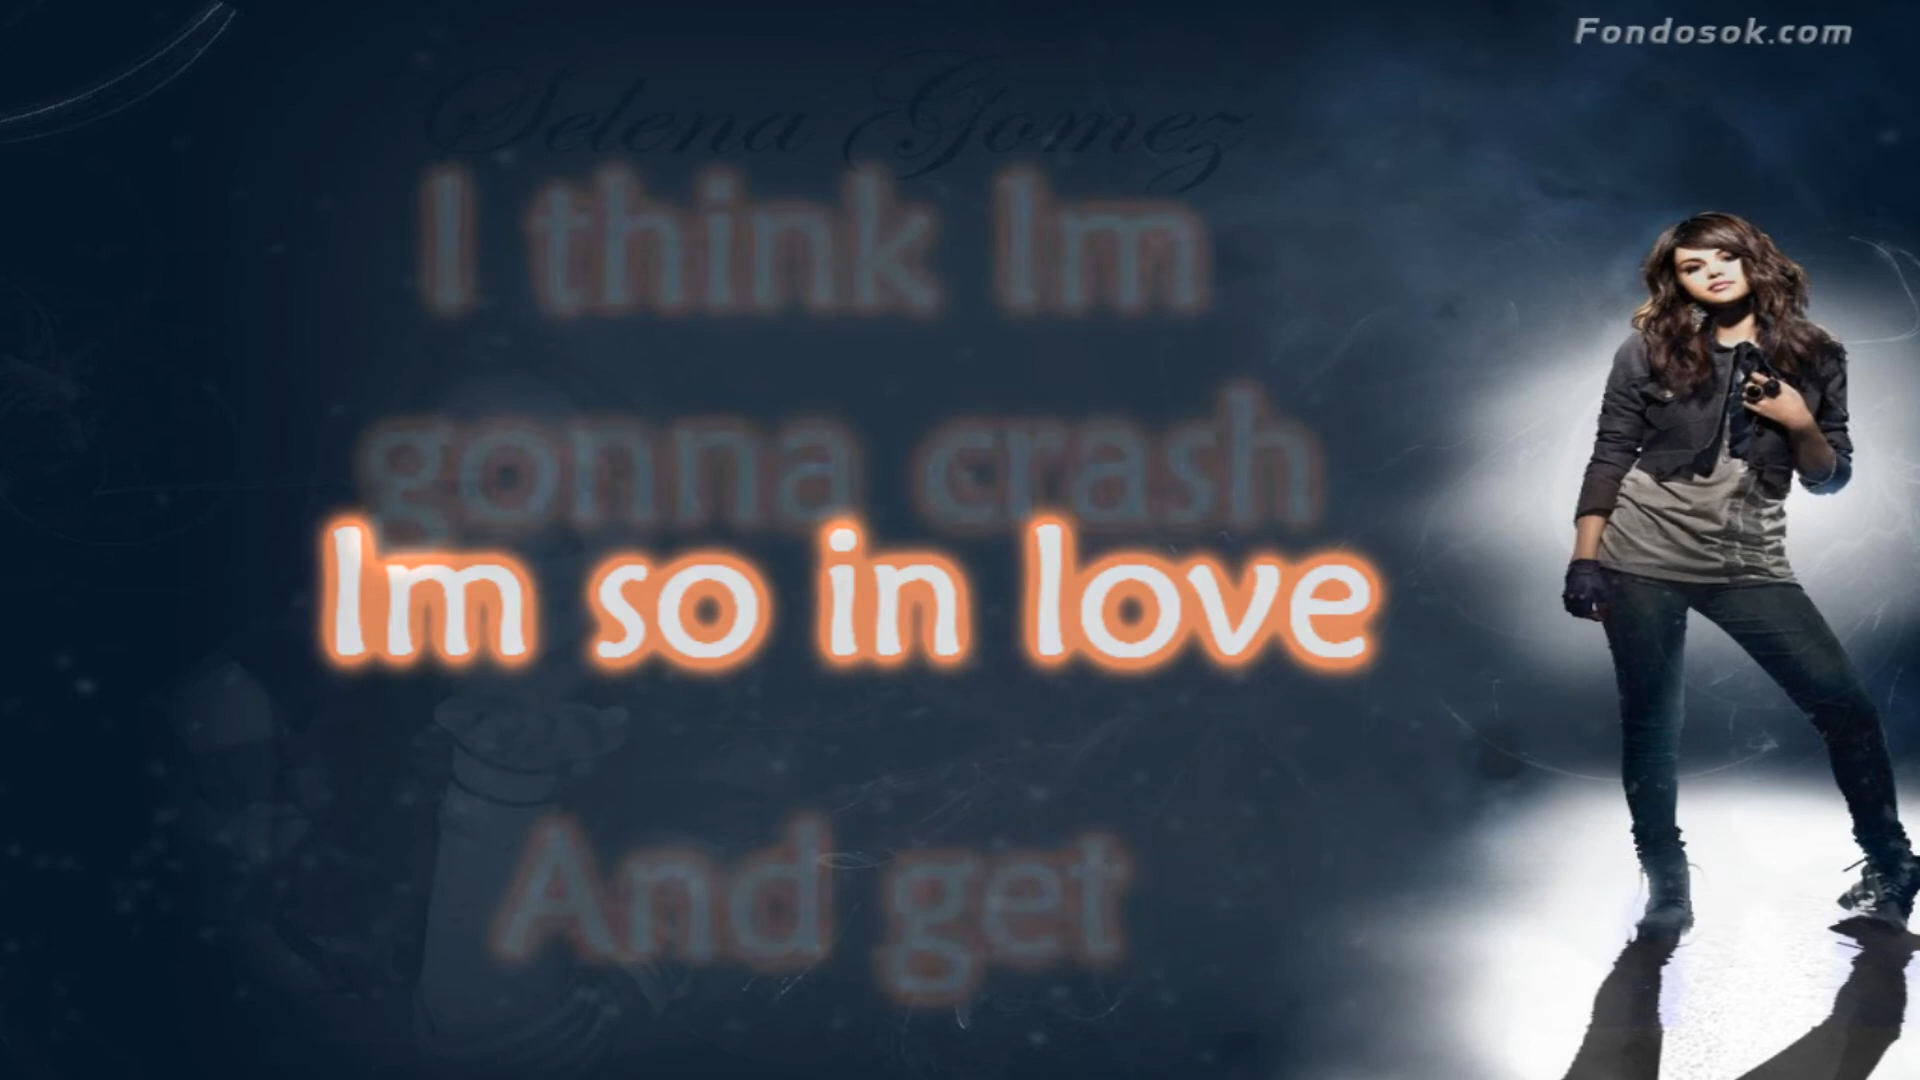 Fondosok.com
Selena Gomez
I think Im
gonna crash
Im so in love
And get